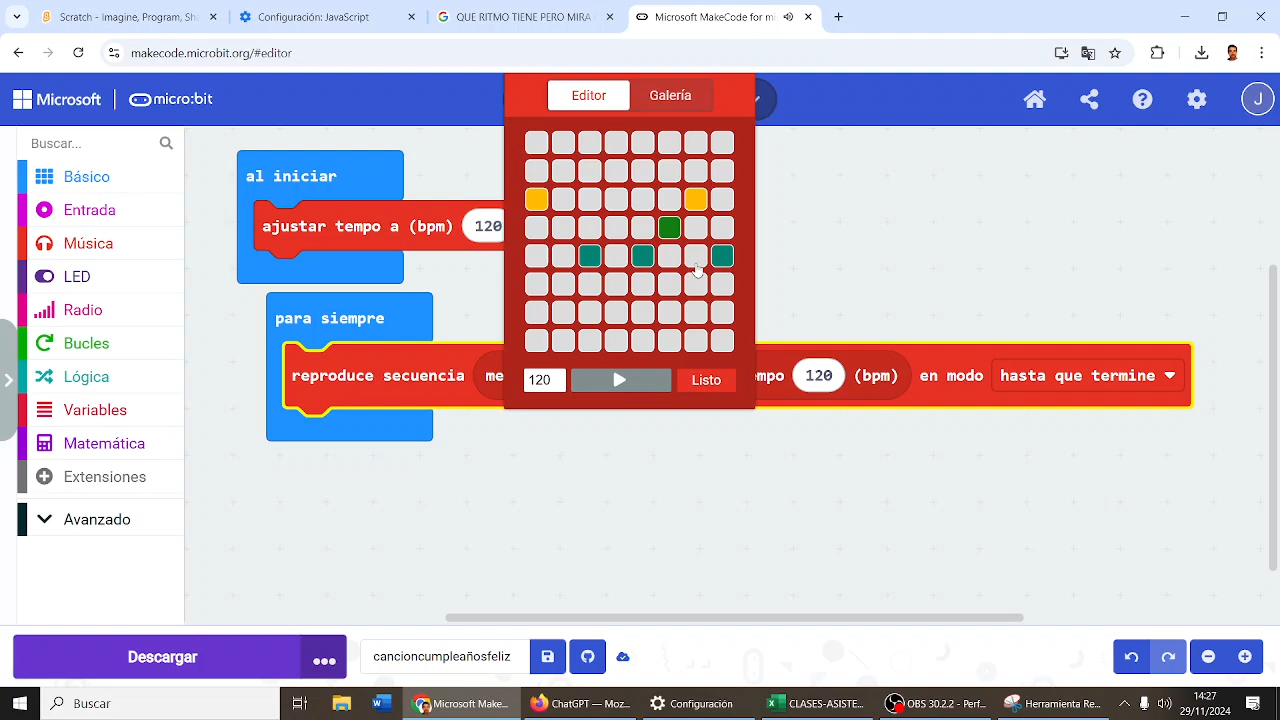 Scratch - Imagine, Program, Sh
Configuración: JavaScript
QUE RITMO TIENE PERO MIRA
Microsoft MakeCode for mi
makecode.microbit.org/#editor
Microsoft
micro:bit
J
Editor
Galería
Buscar...
Básico
Entrada
Música
LED
Radio
Bucles
Lógica
Variables
Matemática
Extensiones
Avanzado
al iniciar
ajustar tempo a (bpm) 120
para siempre
reproduce secuencia me
mpo 120 (bpm) en modo hasta que termine
120
Listo
Descargar
cancioncumpleañosfeliz
Buscar
Microsoft Make...
ChatGPT — Moz...
Configuración
CLASES-ASISTE...
OBS 30.2.2 - Perf...
Herramienta Re...
14:27
29/11/2024